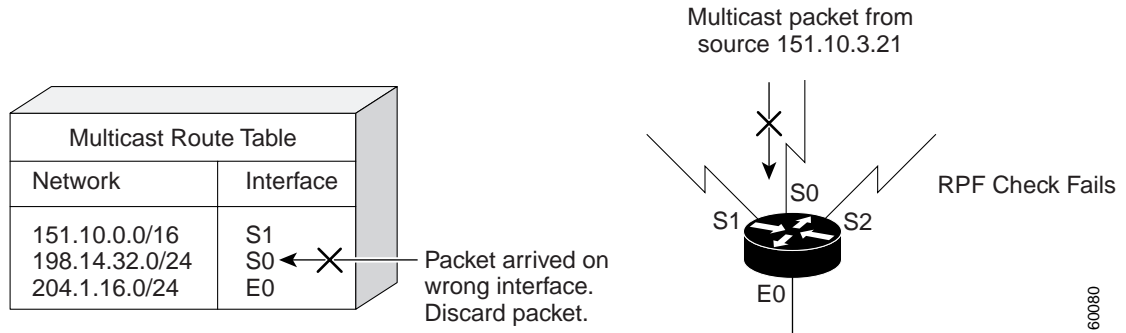 Multicast packet from
source 151.10.3.21
Multicast Route Table
Network Interface
151.10.0.0/16 S1
198.14.32.0/24 S0
204.1.16.0/24 E0
Packet arrived on
wrong interface.
Discard packet.
RPF Check Fails
S0
S1
S2
E0
60080